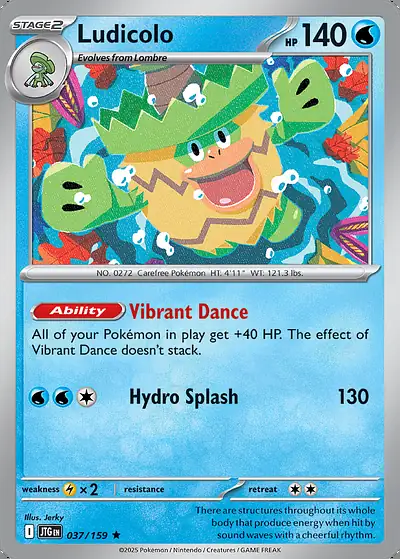 STAGE2 Ludicolo HP 140
Evolves from Lombre
NO. 0272 Carefree Pokémon HT: 4'11" WT: 121.3 lbs.
Ability Vibrant Dance
All of your Pokémon in play get +40 HP. The effect of
Vibrant Dance doesn't stack.
Hydro Splash 130
weakness ×2 resistance retreat
Illus. Jerky
I JTG EN 037/159 ★
There are structures throughout its whole
body that produce energy when hit by
sound waves with a cheerful rhythm.
©2025 Pokémon / Nintendo / Creatures / GAME FREAK